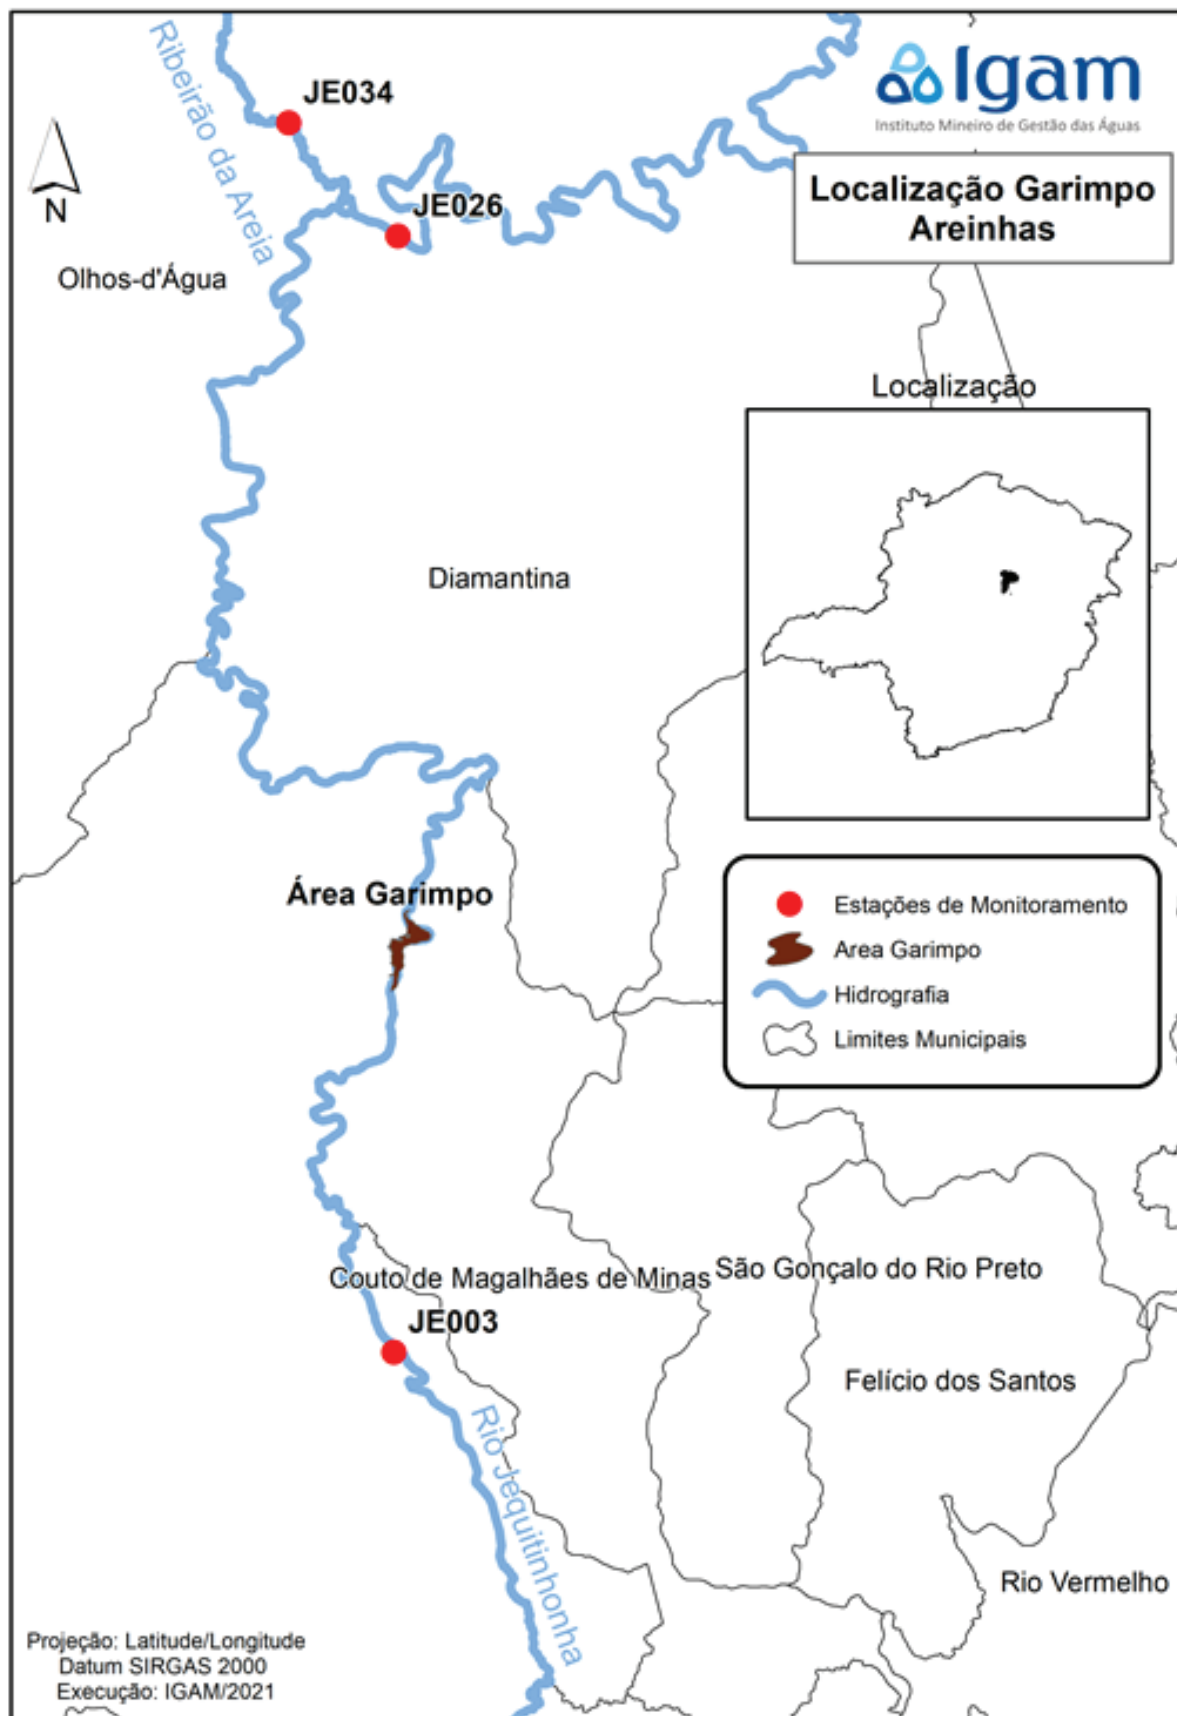 Igam
Instituto Mineiro de Gestão das Águas
Localização Garimpo
Areinhas
Ribeirão da Areia
JE034
JE026
N
Olhos-d'Água
Localização
Diamantina
Área Garimpo
Estações de Monitoramento
Area Garimpo
Hidrografia
Limites Municipais
Couto de Magalhães de Minas
São Gonçalo do Rio Preto
JE003
Felício dos Santos
Rio Jequitinhonha
Rio Vermelho
Projeção: Latitude/Longitude
Datum SIRGAS 2000
Execução: IGAM/2021